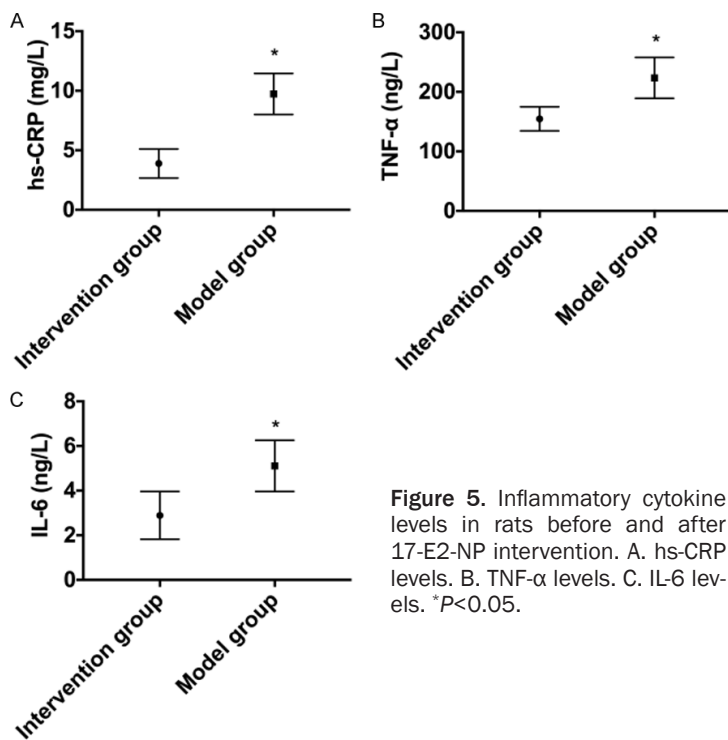 A
15
10
5
0
hs-CRP (mg/L)
*
Intervention group
Model group
B
300
200
100
0
TNF-α (ng/L)
*
Intervention group
Model group
C
8
6
4
2
0
IL-6 (ng/L)
*
Intervention group
Model group
Figure 5. Inflammatory cytokine
levels in rats before and after
17-E2-NP intervention. A. hs-CRP
levels. B. TNF-α levels. C. IL-6 lev-
els. *P<0.05.